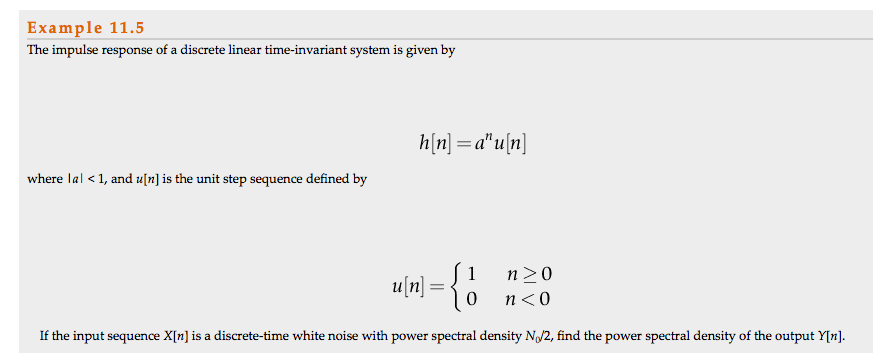 Example 11.5
The impulse response of a discrete linear time-invariant system is given by
h[n] = aⁿu[n]
where |a| < 1, and u[n] is the unit step sequence defined by
u[n] = { 1 n ≥ 0
0 n < 0
If the input sequence X[n] is a discrete-time white noise with power spectral density N₀/2, find the power spectral density of the output Y[n].